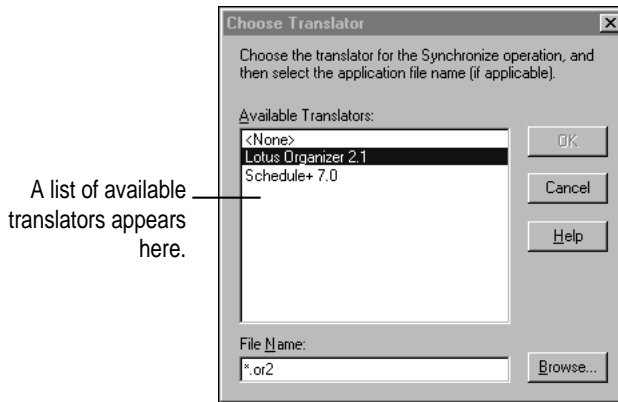 Choose Translator
Choose the translator for the Synchronize operation, and
then select the application file name (if applicable).
Available Translators:
<None>
Lotus Organizer 2.1
Schedule+ 7.0
OK
Cancel
Help
A list of available
translators appears
here.
File Name:
*.or2
Browse...